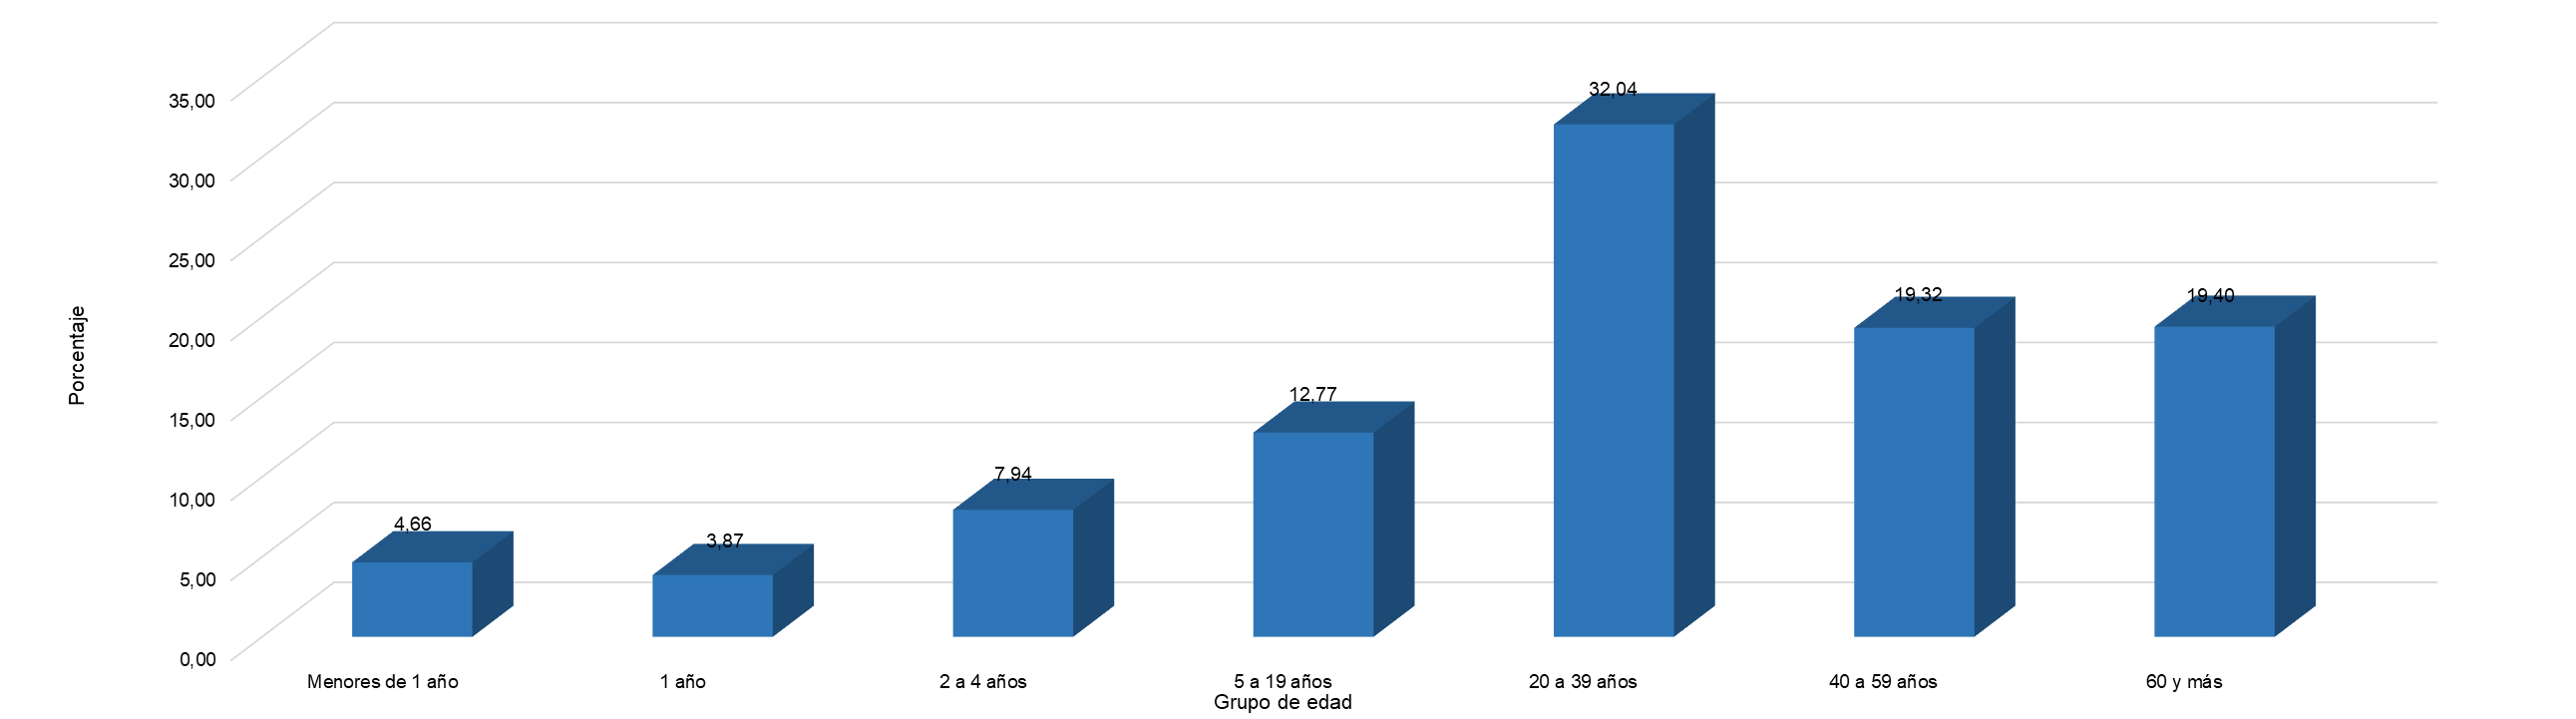 32,04
35,00
30,00
25,00
20,00
15,00
10,00
5,00
0,00
Porcentaje
4,66
3,87
7,94
12,77
19,32
19,40
Menores de 1 año
1 año
2 a 4 años
5 a 19 años
20 a 39 años
40 a 59 años
60 y más
Grupo de edad